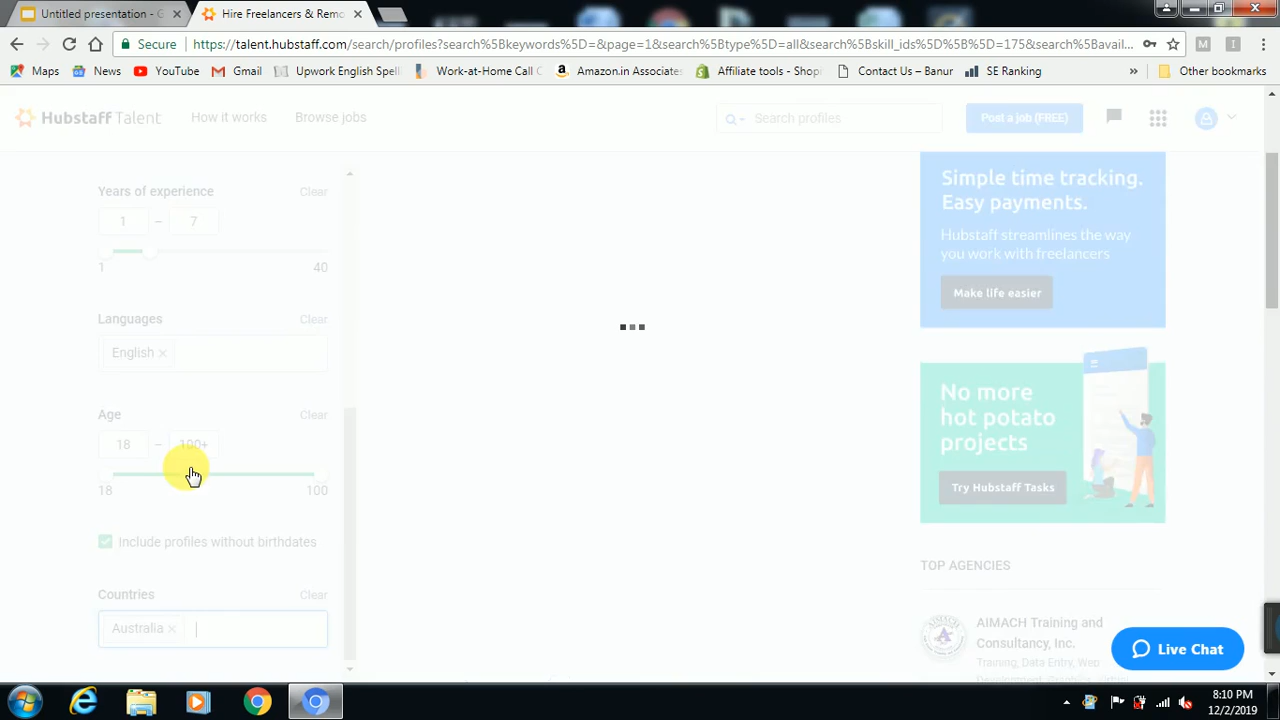 Untitled presentation - G
Hire Freelancers & Remo
Secure
https://talent.hubstaff.com/search/profiles?search%5Bkeywords%5D=&page=1&search%5Btype%5D=all&search%5Bskill_ids%5D%5B%5D=175&search%5Bavail...
Maps
News
YouTube
Gmail
Upwork English Spell
Work-at-Home Call C
Amazon.in Associates
Affiliate tools - Shop
Contact Us – Banur
SE Ranking
»
Other bookmarks
Hubstaff Talent
How it works
Browse jobs
Search profiles
Post a job (FREE)
Years of experience
Clear
1 – 7
1
40
Languages
Clear
English ×
Age
Clear
18 – 100+
18
100
Include profiles without birthdates
Countries
Clear
Australia ×
Simple time tracking.
Easy payments.
Hubstaff streamlines the way
you work with freelancers
Make life easier
No more
hot potato
projects
Try Hubstaff Tasks
TOP AGENCIES
AIMACH Training and
Consultancy, Inc.
Training, Data Entry, Web
Live Chat
8:10 PM
12/2/2019